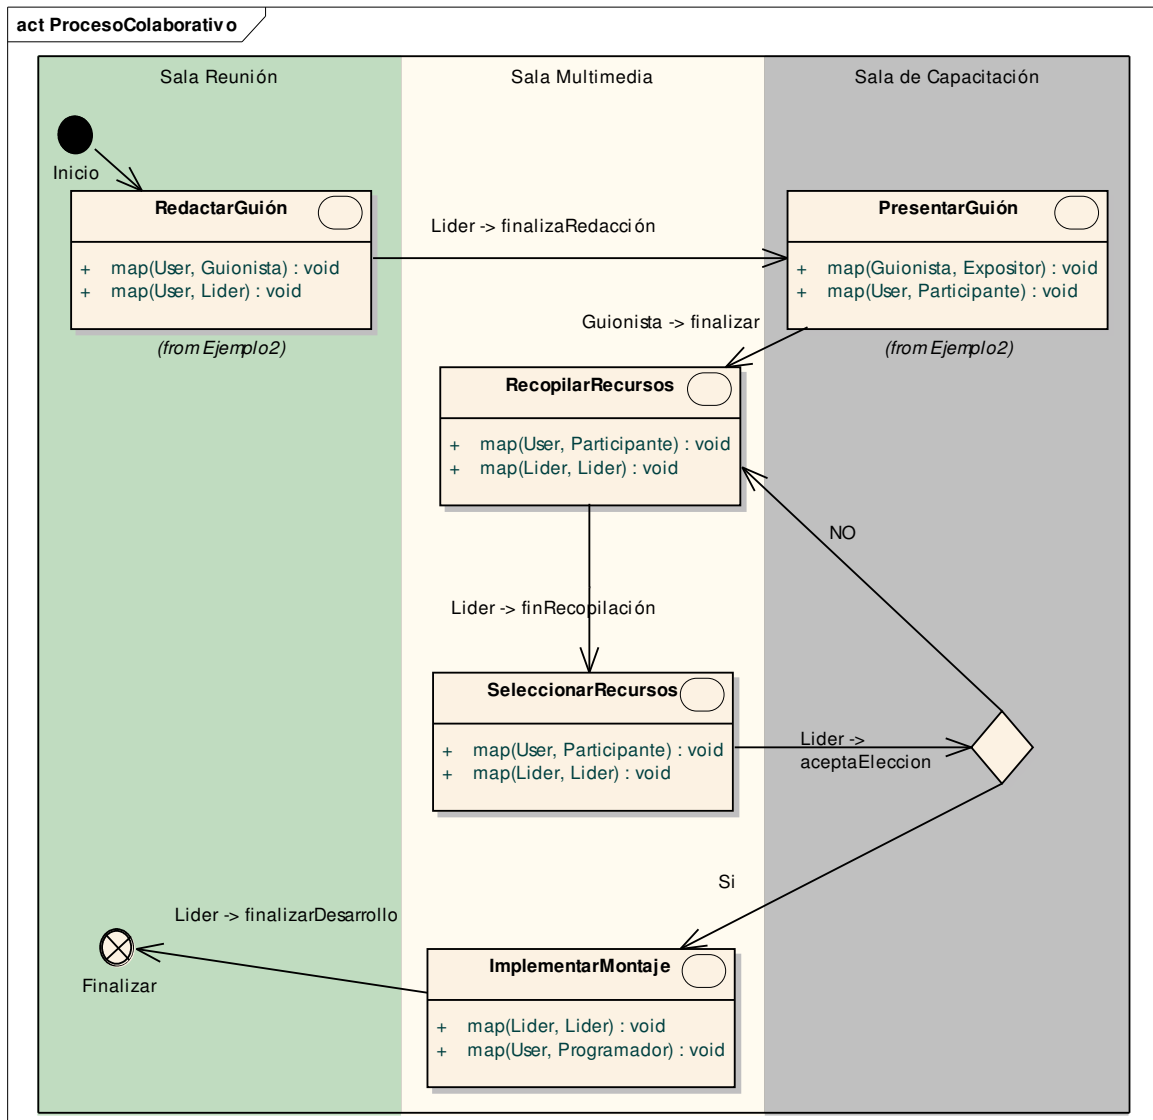 act ProcesoColaborativo
Sala Reunión
Sala Multimedia
Sala de Capacitación
Inicio
RedactarGuión
+ map(User, Guionista) : void
+ map(User, Lider) : void
(from Ejemplo2)
Lider -> finalizaRedacción
PresentarGuión
+ map(Guionista, Expositor) : void
+ map(User, Participante) : void
(from Ejemplo2)
Guionista -> finalizar
RecopilarRecursos
+ map(User, Participante) : void
+ map(Lider, Lider) : void
NO
Lider -> finRecopilación
SeleccionarRecursos
+ map(User, Participante) : void
+ map(Lider, Lider) : void
Lider ->
aceptaEleccion
Si
Lider -> finalizarDesarrollo
Finalizar
ImplementarMontaje
+ map(Lider, Lider) : void
+ map(User, Programador) : void